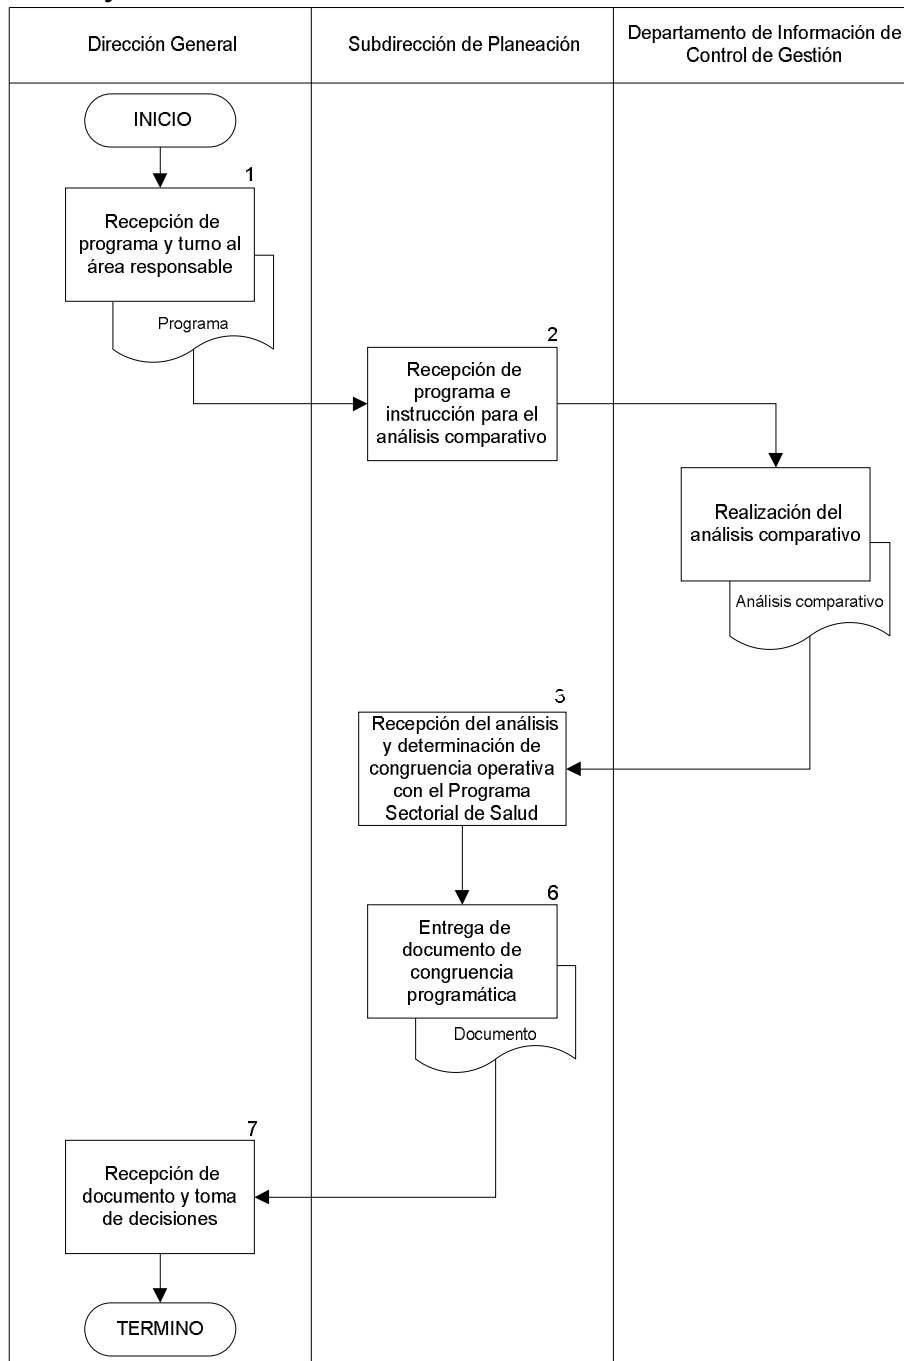 Dirección General
Subdirección de Planeación
Departamento de Información de
Control de Gestión
INICIO
1
Recepción de
programa y turno al
área responsable
Programa
2
Recepción de
programa e
instrucción para el
análisis comparativo
Realización del
análisis comparativo
Análisis comparativo
3
Recepción del análisis
y determinación de
congruencia operativa
con el Programa
Sectorial de Salud
6
Entrega de
documento de
congruencia
programática
Documento
7
Recepción de
documento y toma
de decisiones
TERMINO